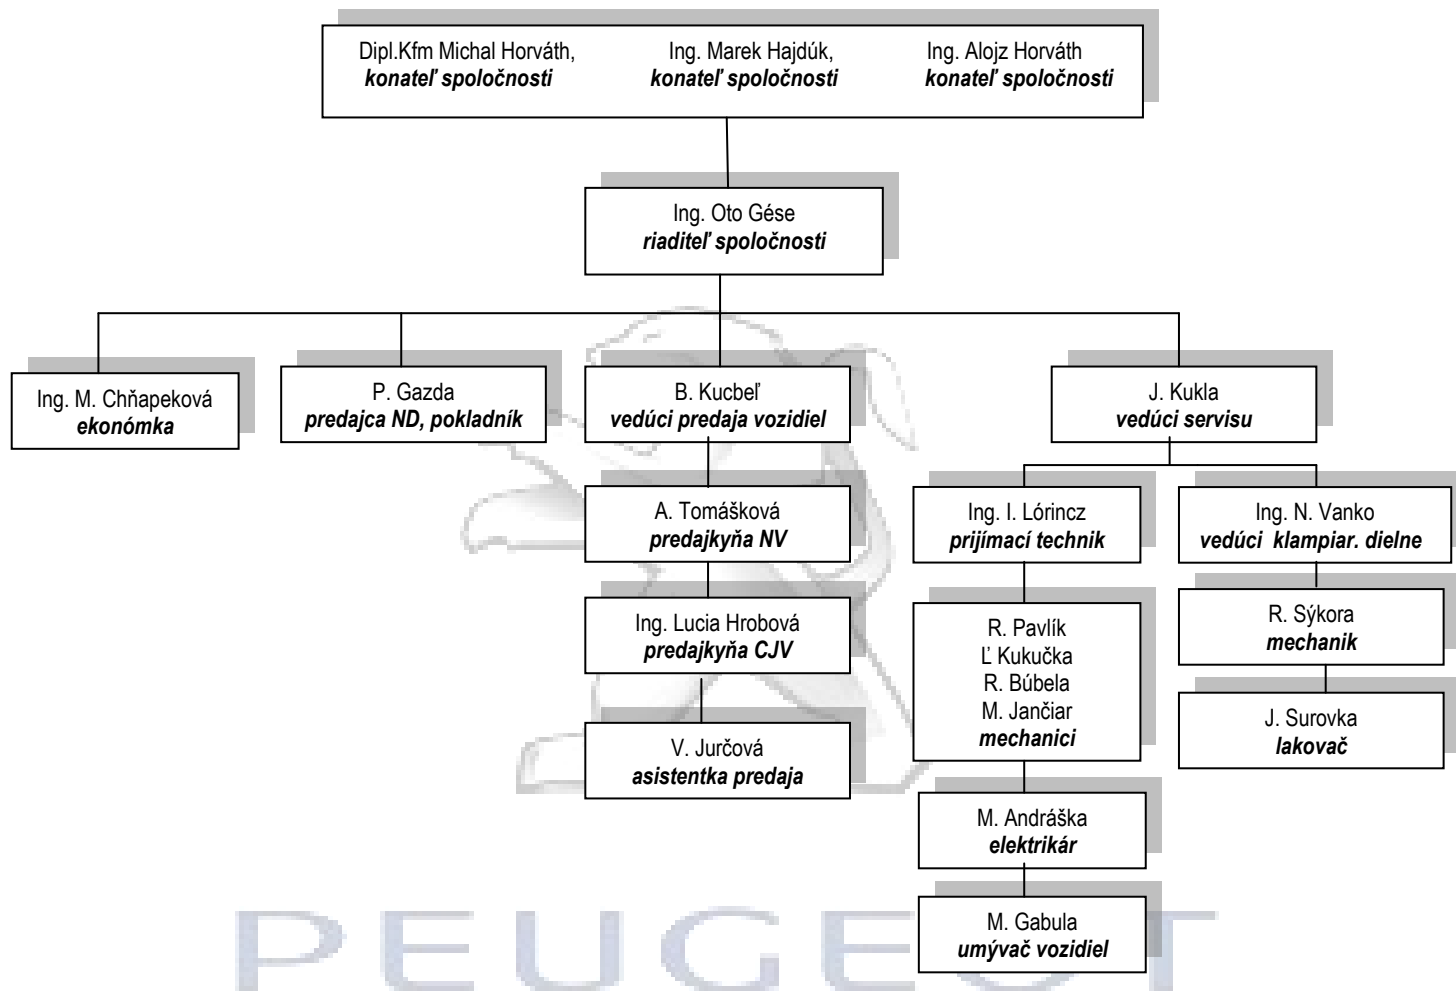 Dipl.Kfm Michal Horváth,
konateľ spoločnosti
Ing. Marek Hajdúk,
konateľ spoločnosti
Ing. Alojz Horváth
konateľ spoločnosti
Ing. Oto Gése
riaditeľ spoločnosti
Ing. M. Chňapeková
ekonómka
P. Gazda
predajca ND, pokladník
B. Kucbeľ
vedúci predaja vozidiel
J. Kukla
vedúci servisu
A. Tomášková
predajkyňa NV
Ing. Lucia Hrobová
predajkyňa CJV
V. Jurčová
asistentka predaja
Ing. I. Lórincz
prijímací technik
R. Pavlík
Ľ Kukučka
R. Búbela
M. Jančiar
mechanici
M. Andráška
elektrikár
M. Gabula
umývač vozidiel
Ing. N. Vanko
vedúci  klampiar. dielne
R. Sýkora
mechanik
J. Surovka
lakovač
PEUGEOT